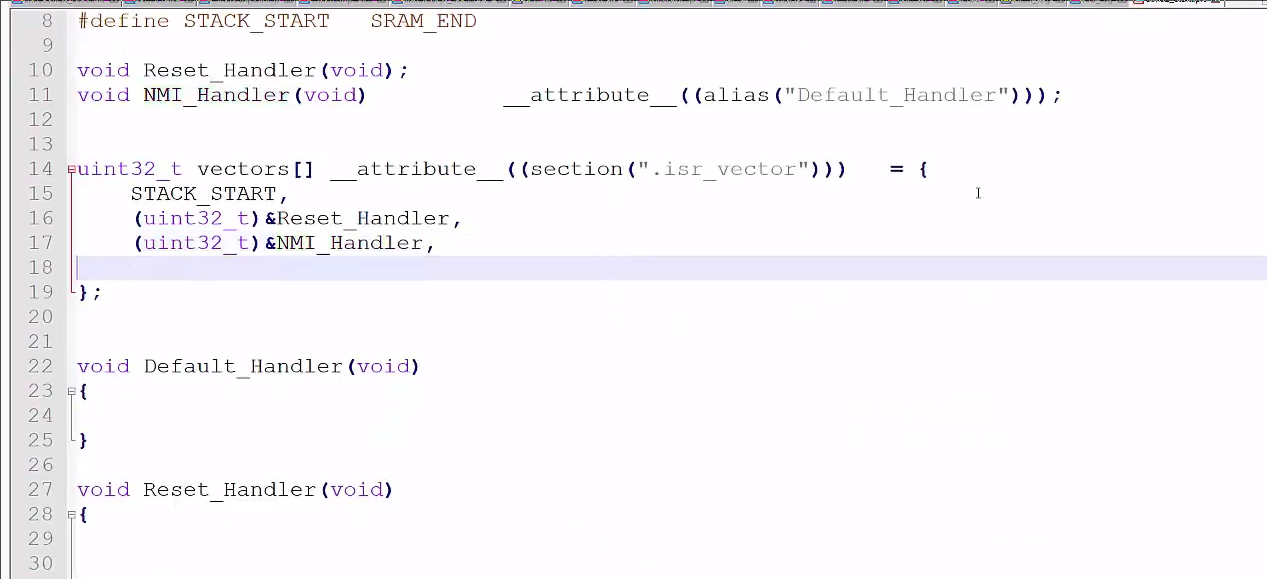 8 #define STACK_START SRAM_END
9
10 void Reset_Handler(void);
11 void NMI_Handler(void) __attribute__((alias("Default_Handler")));
12
13
14 uint32_t vectors[] __attribute__((section(".isr_vector"))) = {
15 STACK_START,
16 (uint32_t)&Reset_Handler,
17 (uint32_t)&NMI_Handler,
18
19 };
20
21
22 void Default_Handler(void)
23 {
24
25 }
26
27 void Reset_Handler(void)
28 {
29
30